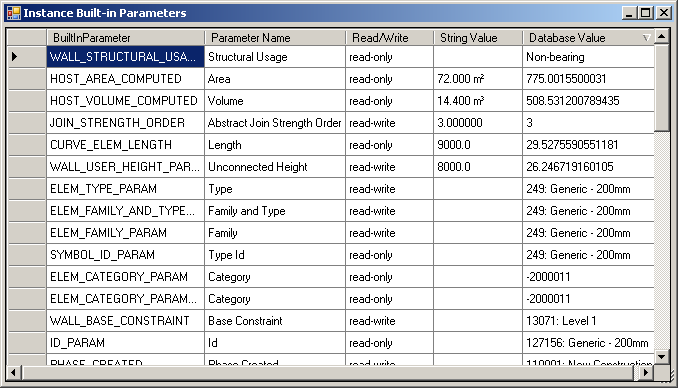 Instance Built-in Parameters
BuiltInParameter Parameter Name Read/Write String Value Database Value
WALL_STRUCTURAL_USA... Structural Usage read-only Non-bearing
HOST_AREA_COMPUTED Area read-only 72.000 m² 775.0015500031
HOST_VOLUME_COMPUTED Volume read-only 14.400 m³ 508.531200789435
JOIN_STRENGTH_ORDER Abstract Join Strength Order read-write 3.000000 3
CURVE_ELEM_LENGTH Length read-only 9000.0 29.5275590551181
WALL_USER_HEIGHT_PAR... Unconnected Height read-write 8000.0 26.246719160105
ELEM_TYPE_PARAM Type read-write 249: Generic - 200mm
ELEM_FAMILY_AND_TYPE... Family and Type read-write 249: Generic - 200mm
ELEM_FAMILY_PARAM Family read-write 249: Generic - 200mm
SYMBOL_ID_PARAM Type Id read-only 249: Generic - 200mm
ELEM_CATEGORY_PARAM Category read-only -2000011
ELEM_CATEGORY_PARA... Category read-only -2000011
WALL_BASE_CONSTRAINT Base Constraint read-write 13071: Level 1
ID_PARAM Id read-only 127156: Generic - 200mm
PHASE_CREATED Phase Created read-write 110001: New Construction